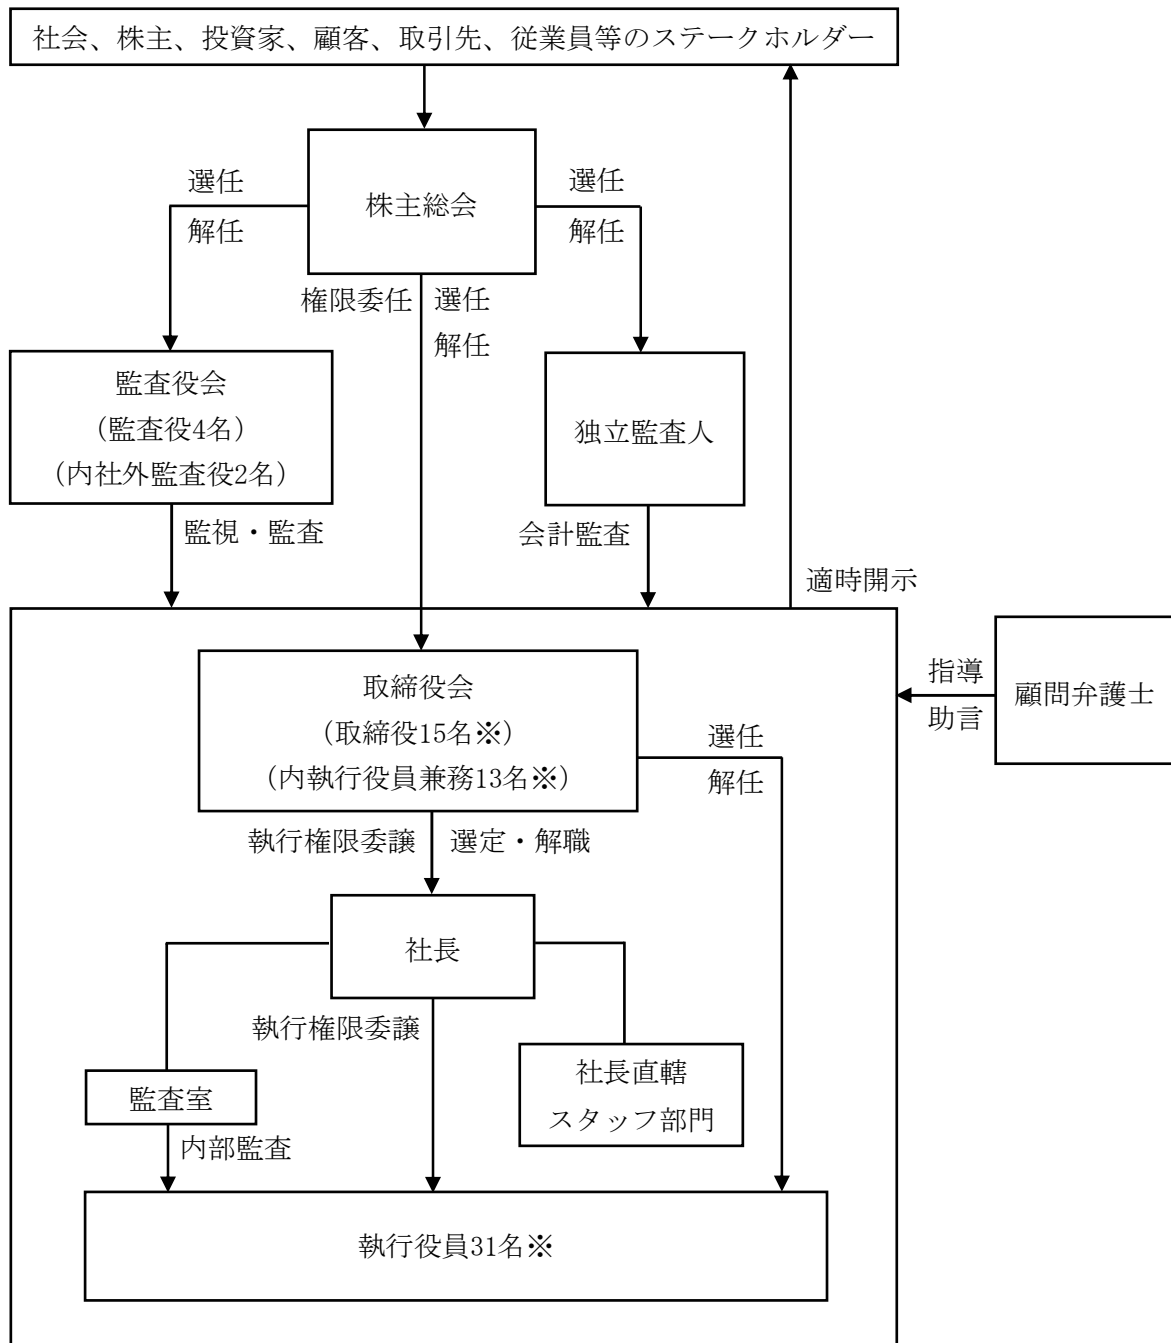 社会、株主、投資家、顧客、取引先、従業員等のステークホルダー
株主総会
選任
解任
選任
解任
権限委任
選任
解任
監査役会
(監査役4名)
(内社外監査役2名)
独立監査人
監視・監査
会計監査
適時開示
取締役会
(取締役15名※)
(内執行役員兼務13名※)
選任
解任
指導
助言
顧問弁護士
執行権限委譲
選定・解職
社長
執行権限委譲
監査室
社長直轄
スタッフ部門
内部監査
執行役員31名※